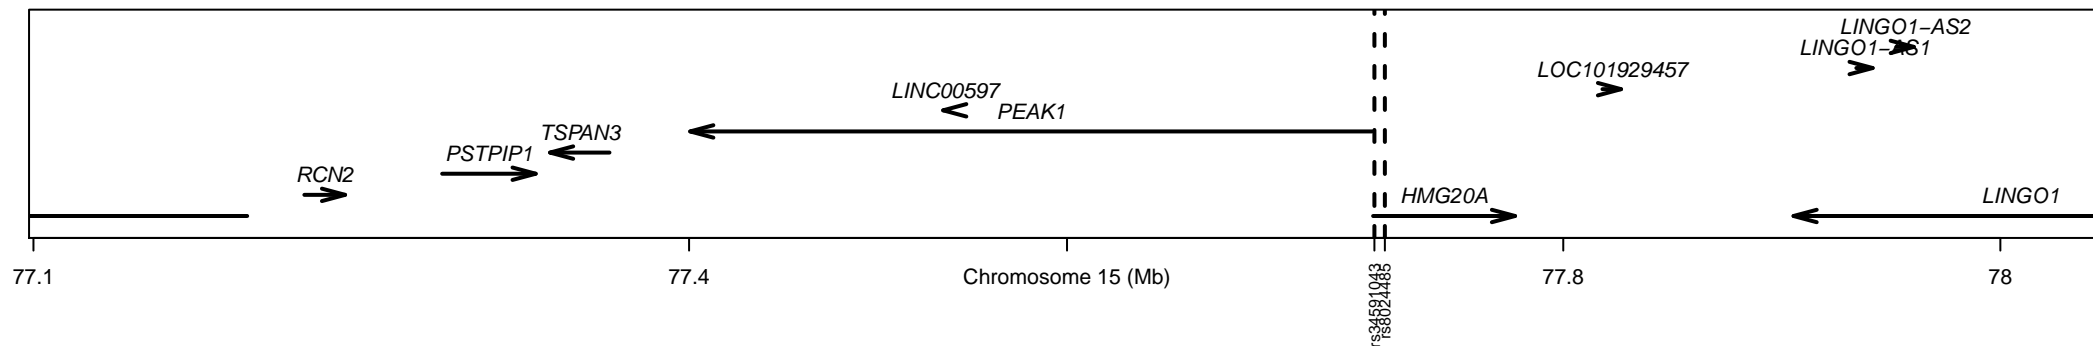 LINGO1−AS2
LINGO1−AS1
LOC101929457
LINC00597
PEAK1
TSPAN3
PSTPIP1
RCN2
HMG20A
LINGO1
77.1
77.4
Chromosome 15 (Mb)
77.8
78
rs34591043
rs8024485